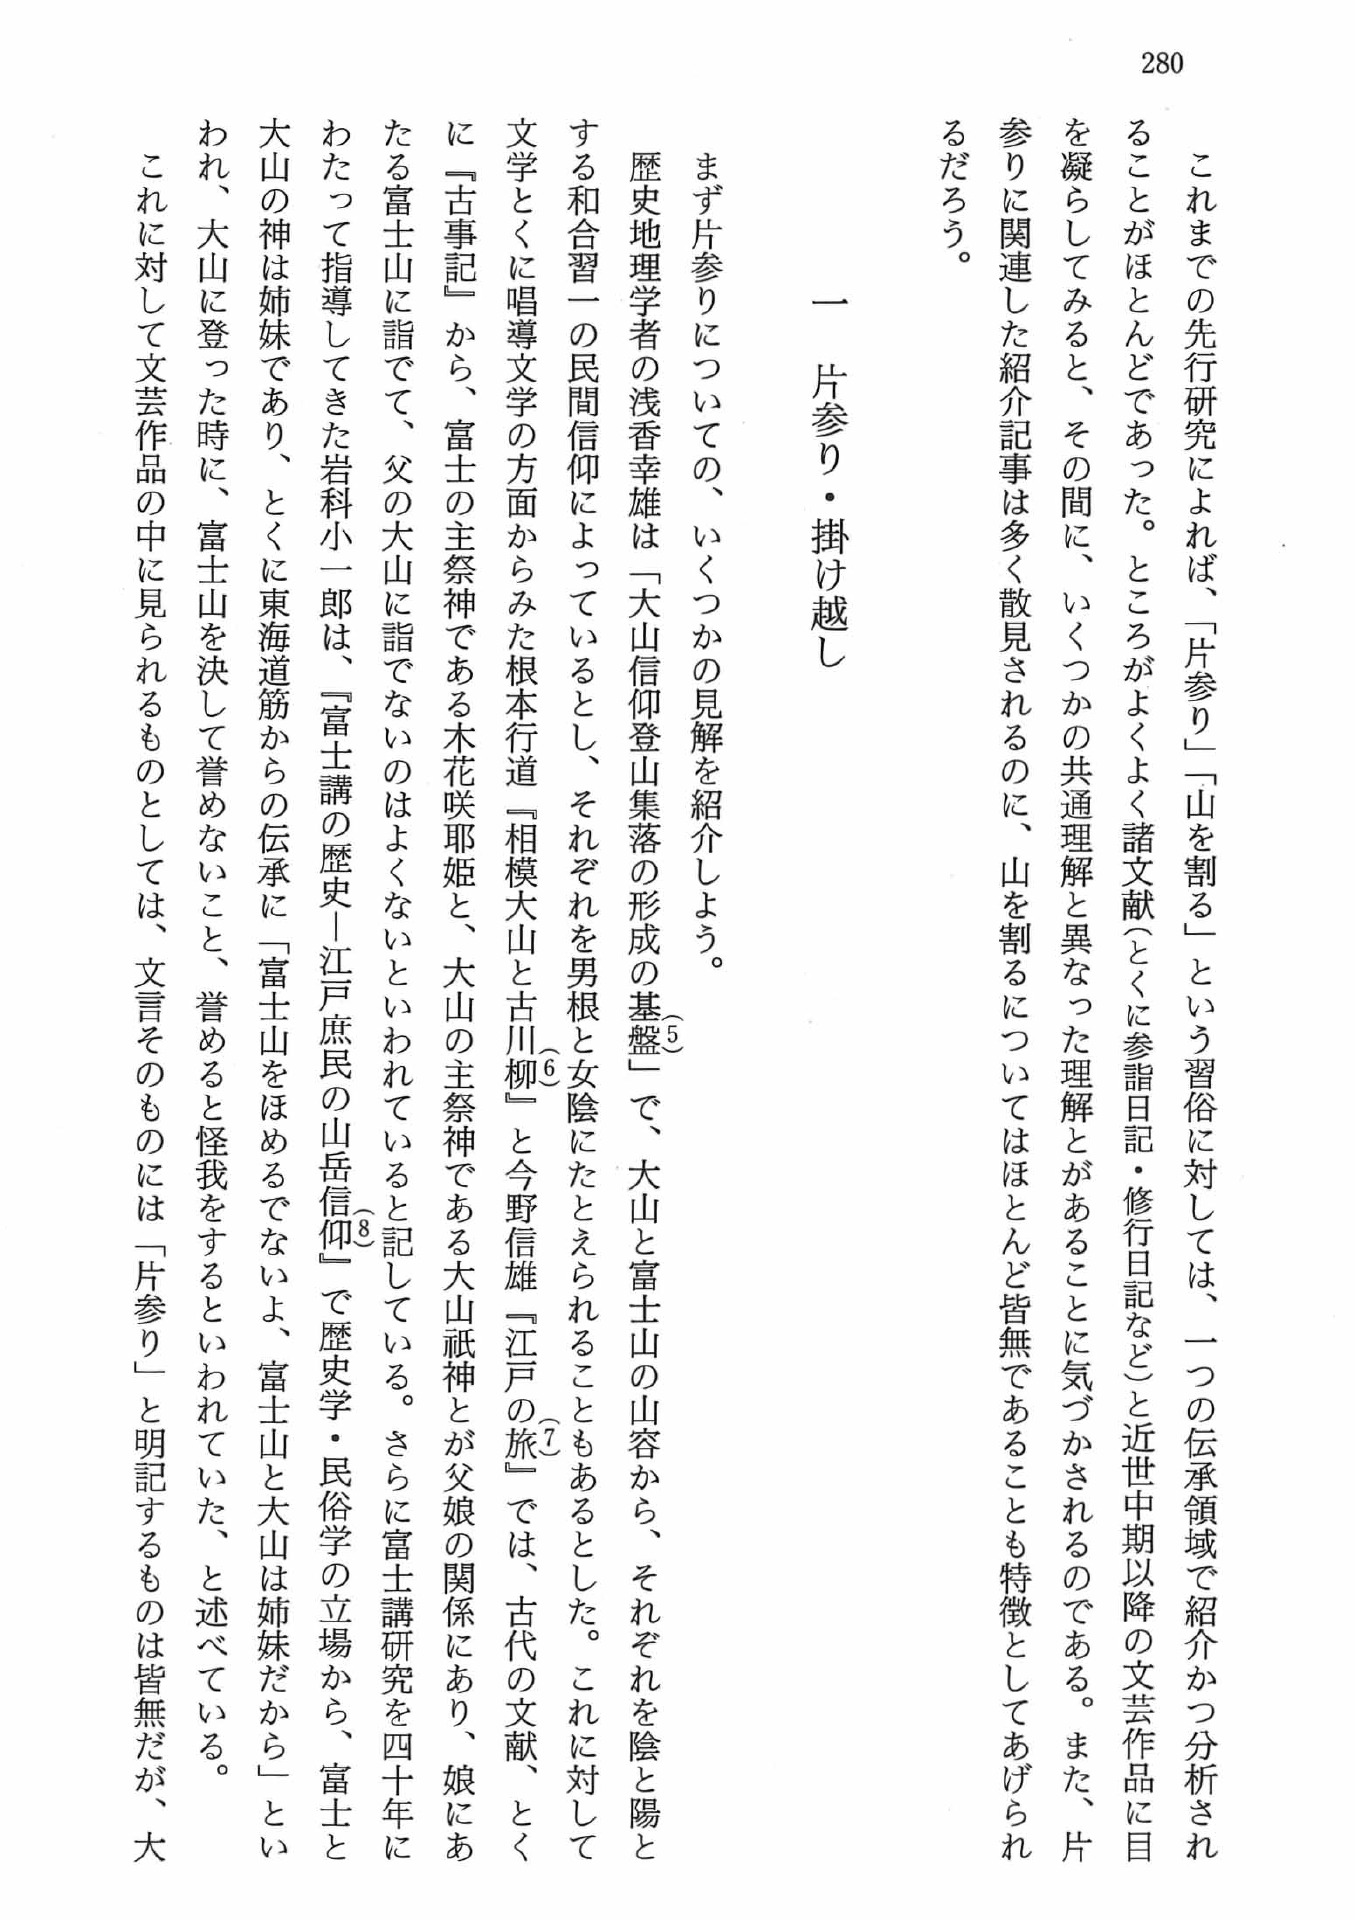 280
　これまでの先行研究によれば、「片参り」「山を割る」という習俗に対しては、一つの伝承領域で紹介かつ分析され
ることがほとんどであった。ところがよくよく諸文献(とくに参詣日記・修行日記など)と近世中期以降の文芸作品に目
を凝らしてみると、その間に、いくつかの共通理解と異なった理解とがあることに気づかされるのである。また、片
参りに関連した紹介記事は多く散見されるのに、山を割るについてはほとんど皆無であることも特徴としてあげられ
るだろう。
一　片参り・掛け越し
　まず片参りについての、いくつかの見解を紹介しよう。
　歴史地理学者の浅香幸雄は「大山信仰登山集落の形成の基盤(5)」で、大山と富士山の山容から、それぞれを陰と陽と
する和合習一の民間信仰によっているとし、それぞれを男根と女陰にたとえられることもあるとした。これに対して
文学とくに唱導文学の方面からみた根本行道『相模大山と古川柳(6)』と今野信雄『江戸の旅(7)』では、古代の文献、とく
に『古事記』から、富士の主祭神である木花咲耶姫と、大山の主祭神である大山祇神とが父娘の関係にあり、娘にあ
たる富士山に詣でて、父の大山に詣でないのはよくないといわれていると記している。さらに富士講研究を四十年に
わたって指導してきた岩科小一郎は、『富士講の歴史—江戸庶民の山岳信仰(8)』で歴史学・民俗学の立場から、富士と
大山の神は姉妹であり、とくに東海道筋からの伝承に「富士山をほめるでないよ、富士山と大山は姉妹だから」とい
われ、大山に登った時に、富士山を決して誉めないこと、誉めると怪我をするといわれていた、と述べている。
　これに対して文芸作品の中に見られるものとしては、文言そのものには「片参り」と明記するものは皆無だが、大